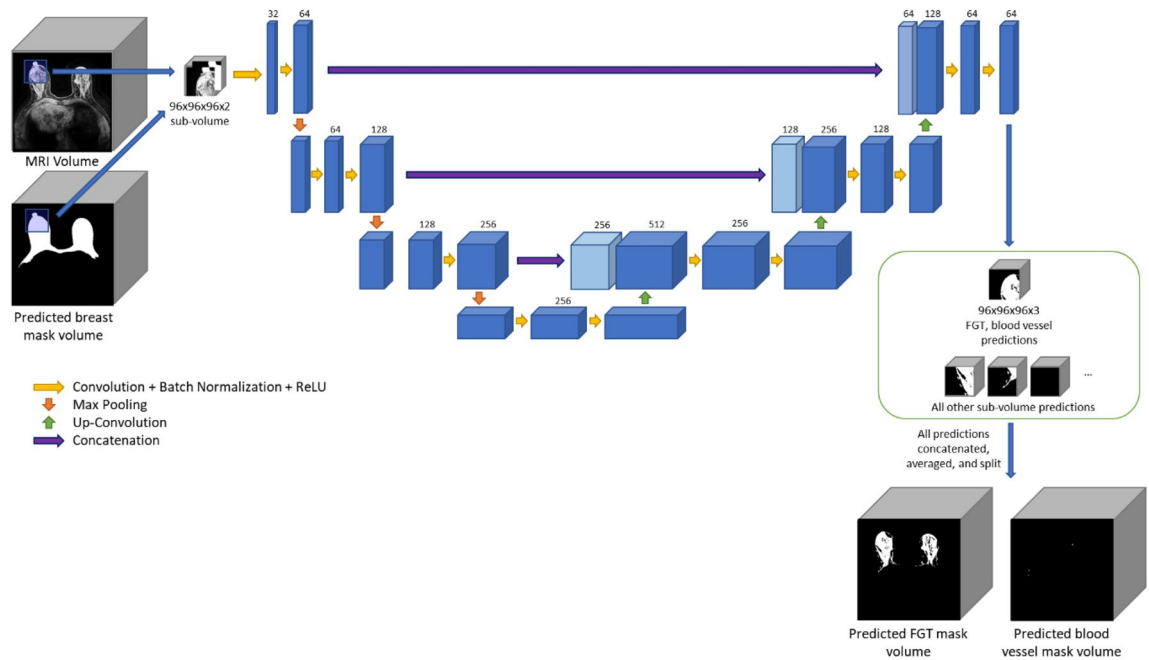 32
64
64
128
64
64
96x96x96x2
sub-volume
MRI Volume
64
128
128
256
128
128
256
256
512
256
256
Predicted breast
mask volume
96x96x96x3
FGT, blood vessel
predictions
...
All other sub-volume predictions
Convolution + Batch Normalization + ReLU
Max Pooling
Up-Convolution
Concatenation
All predictions
concatenated,
averaged, and split
Predicted FGT mask
volume
Predicted blood
vessel mask volume